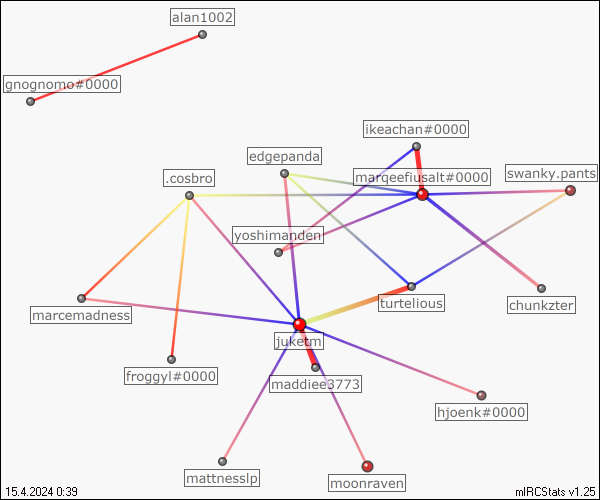 alan1002
gnognomo#0000
ikeachan#0000
edgepanda
marqeefiusalt#0000
swanky.pants
.cosbro
yoshimanden
turtelious
chunkzter
marcemadness
juketm
froggyl#0000
maddiee3773
hjoenk#0000
mattnesslp
moonraven
15.4.2024 0:39
mIRCStats v1.25